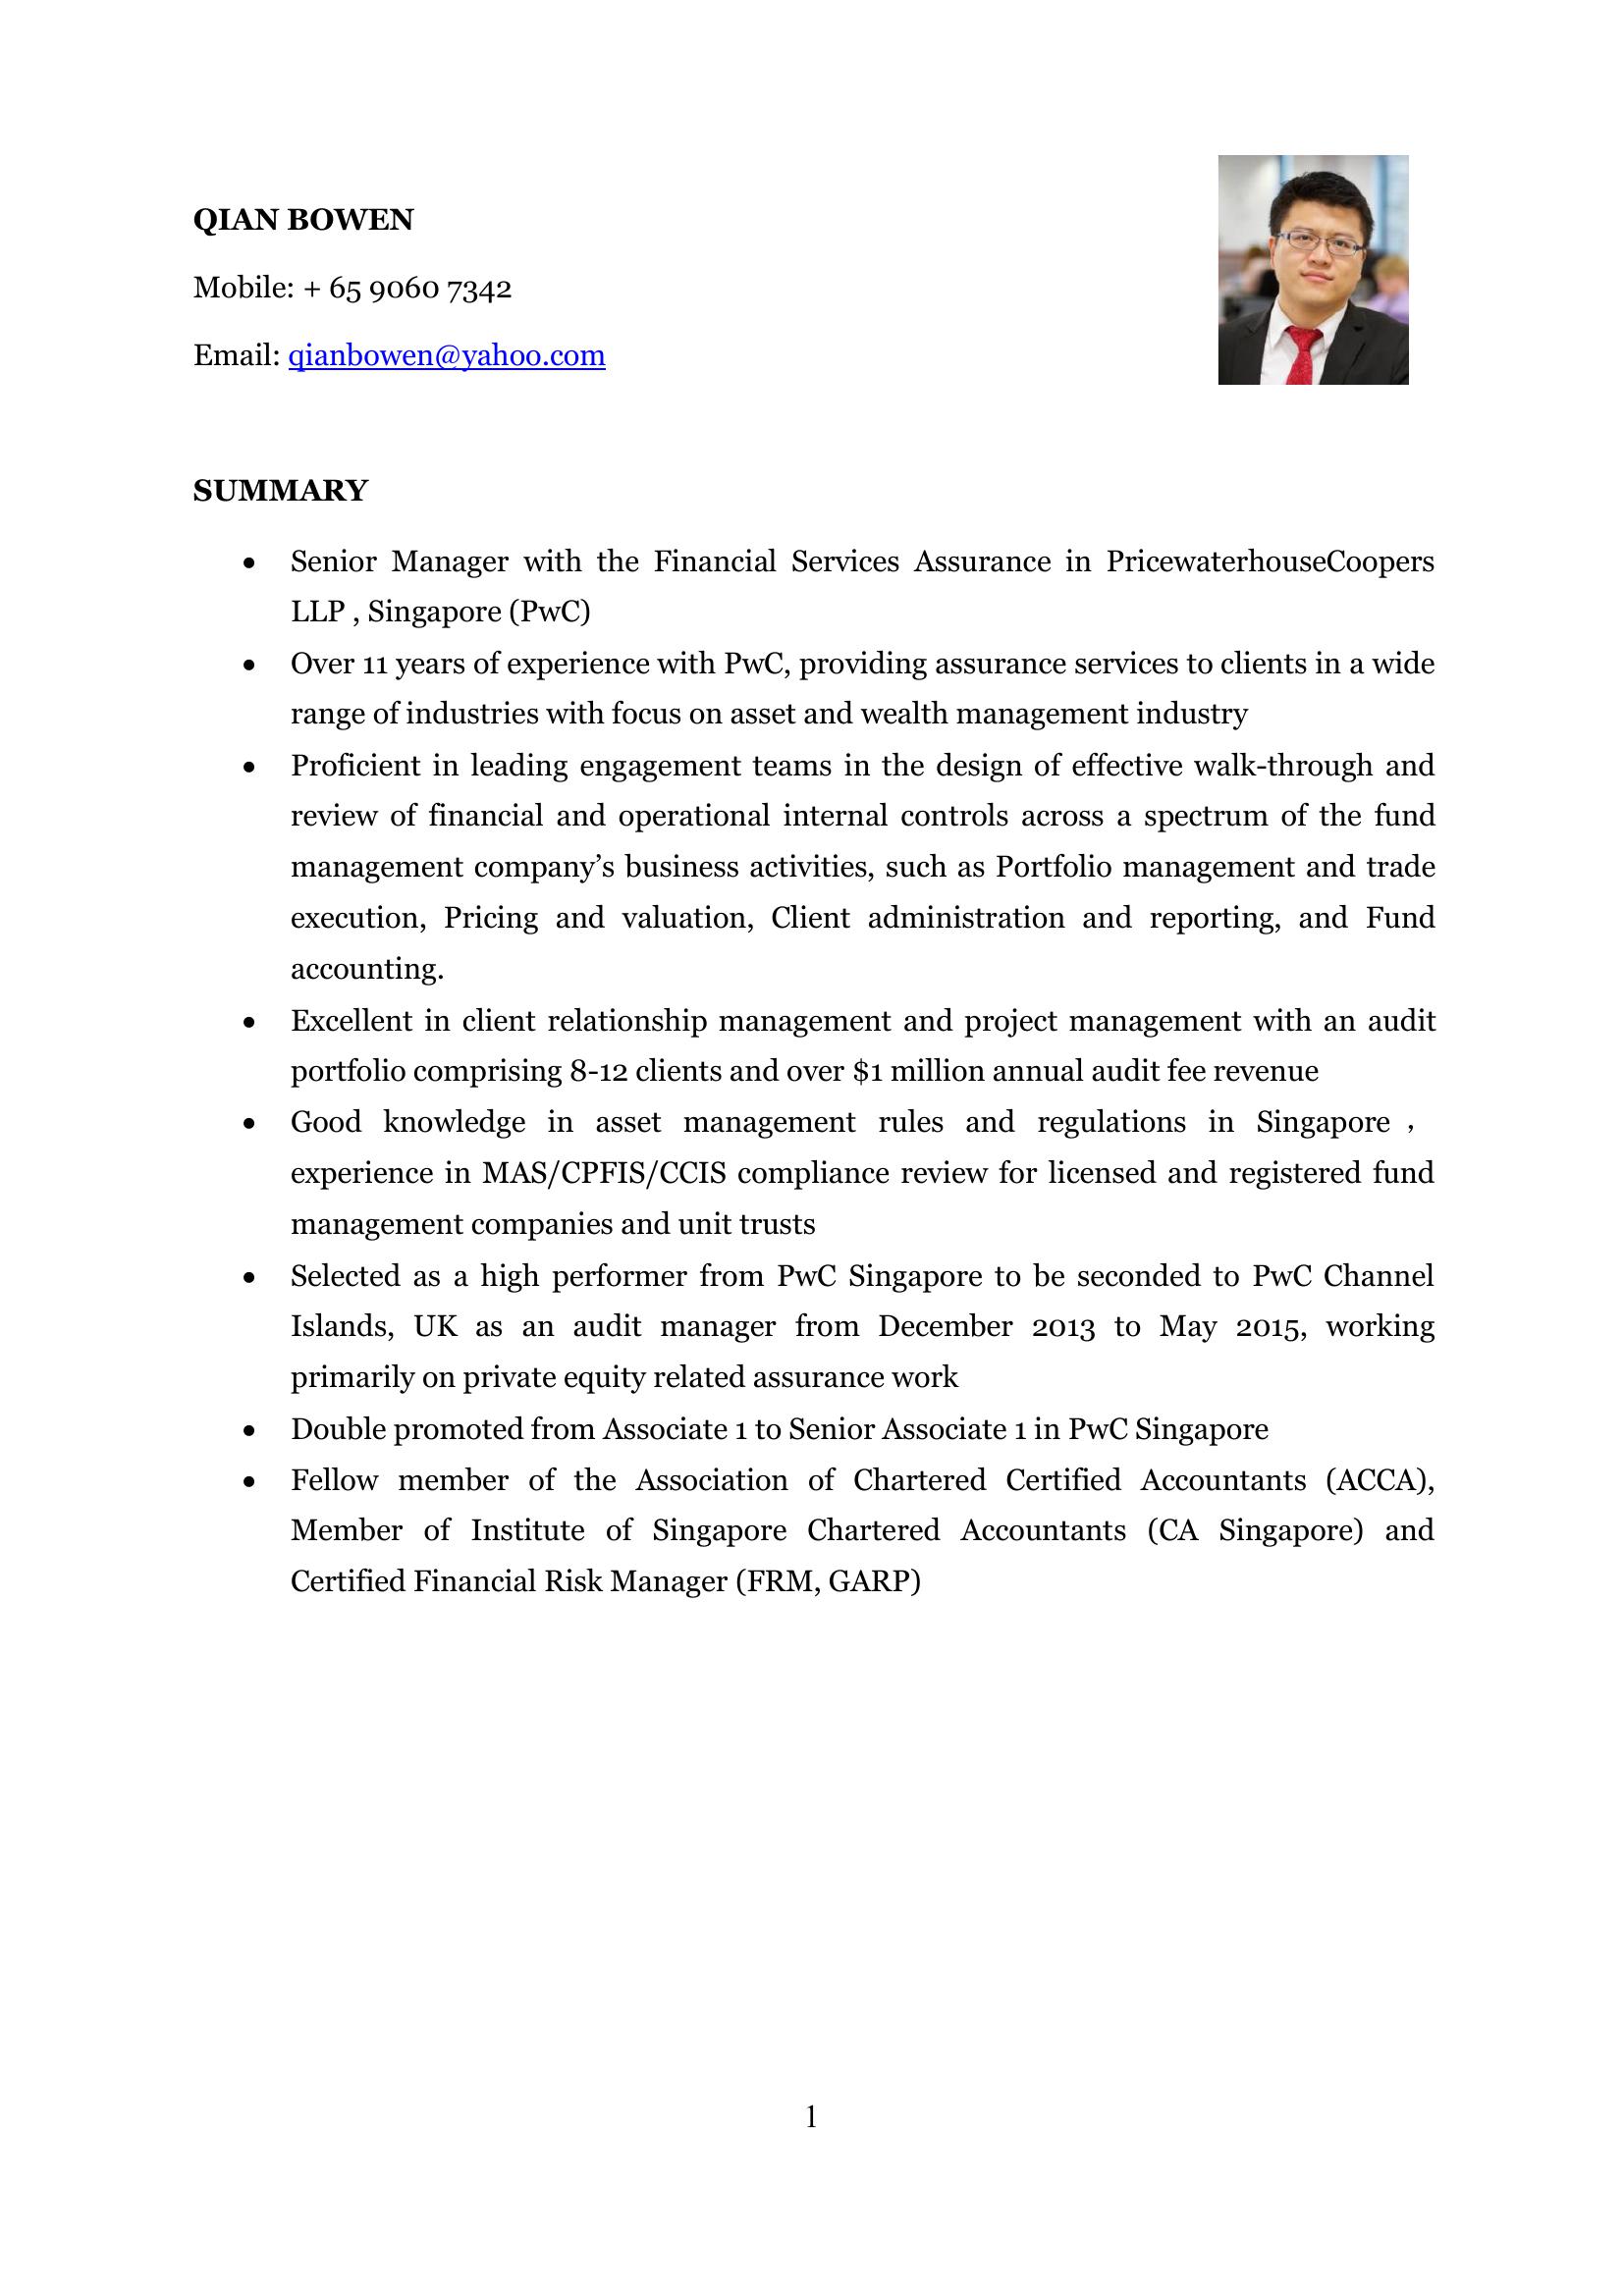 QIAN BOWEN
Mobile: + 65 9060 7342
Email: qianbowen@yahoo.com
SUMMARY
• Senior Manager with the Financial Services Assurance in PricewaterhouseCoopers
LLP , Singapore (PwC)
• Over 11 years of experience with PwC, providing assurance services to clients in a wide
range of industries with focus on asset and wealth management industry
• Proficient in leading engagement teams in the design of effective walk-through and
review of financial and operational internal controls across a spectrum of the fund
management company’s business activities, such as Portfolio management and trade
execution, Pricing and valuation, Client administration and reporting, and Fund
accounting.
• Excellent in client relationship management and project management with an audit
portfolio comprising 8-12 clients and over $1 million annual audit fee revenue
• Good knowledge in asset management rules and regulations in Singapore ，
experience in MAS/CPFIS/CCIS compliance review for licensed and registered fund
management companies and unit trusts
• Selected as a high performer from PwC Singapore to be seconded to PwC Channel
Islands, UK as an audit manager from December 2013 to May 2015, working
primarily on private equity related assurance work
• Double promoted from Associate 1 to Senior Associate 1 in PwC Singapore
• Fellow member of the Association of Chartered Certified Accountants (ACCA),
Member of Institute of Singapore Chartered Accountants (CA Singapore) and
Certified Financial Risk Manager (FRM, GARP)
1